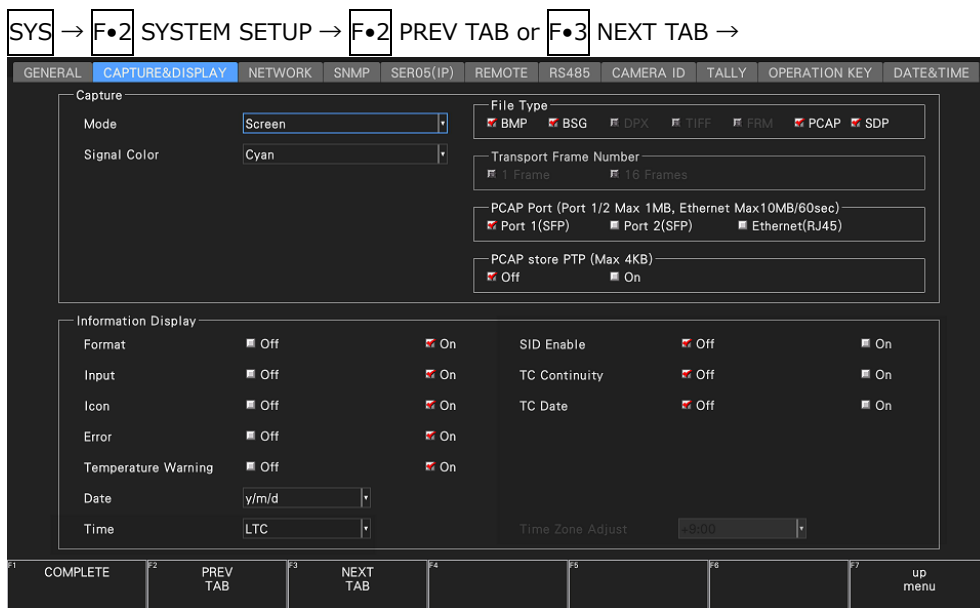 SYS → F•2 SYSTEM SETUP → F•2 PREV TAB or F•3 NEXT TAB →
GENERAL CAPTURE&DISPLAY NETWORK SNMP SER05(IP) REMOTE RS485 CAMERA ID TALLY OPERATION KEY DATE&TIME
Capture
Mode Screen
Signal Color Cyan
File Type
BMP BSG DPX TIFF FRM PCAP SDP
Transport Frame Number
1 Frame 16 Frames
PCAP Port (Port 1/2 Max 1MB, Ethernet Max10MB/60sec)
Port 1(SFP) Port 2(SFP) Ethernet(RJ45)
PCAP store PTP (Max 4KB)
Off On
Information Display
Format Off On SID Enable Off On
Input Off On TC Continuity Off On
Icon Off On TC Date Off On
Error Off On
Temperature Warning Off On
Date y/m/d
Time LTC Time Zone Adjust +9:00
F1 COMPLETE F2 PREV TAB F3 NEXT TAB F4 F5 F6 F7 up menu